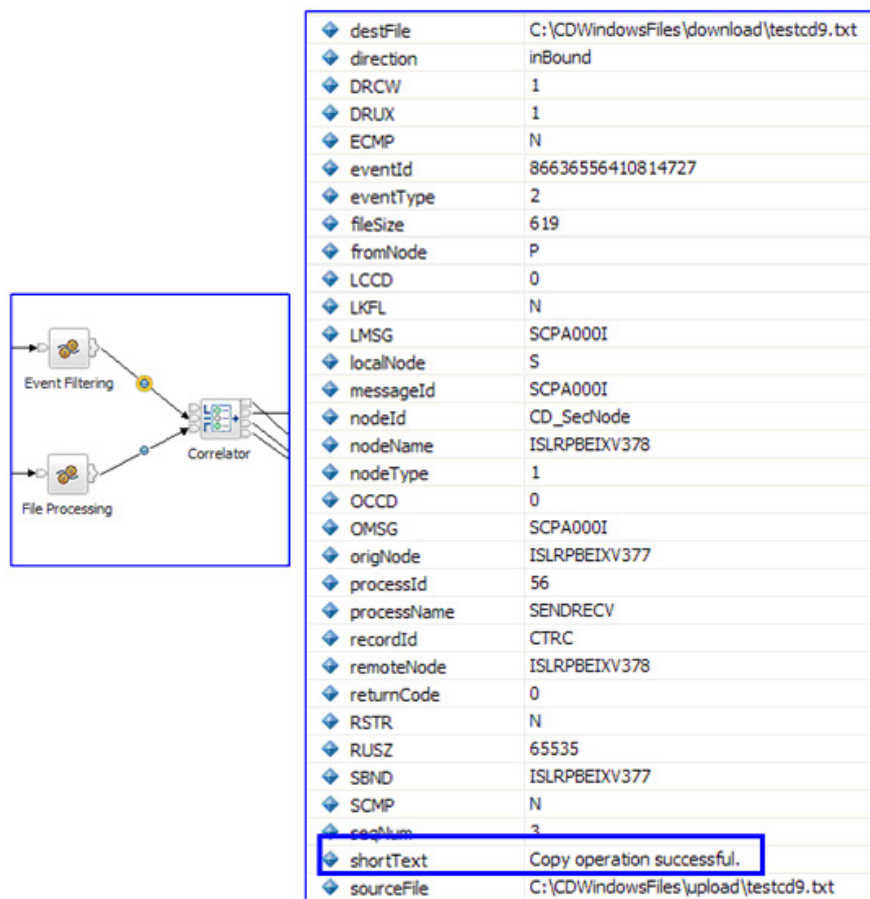 Event Filtering
Correlator
File Processing
destFile C:\CDWindowsFiles\download\testcd9.txt
direction inBound
DRCW 1
DRUX 1
ECMP N
eventId 86636556410814727
eventType 2
fileSize 619
fromNode P
LCCD 0
LKFL N
LMSG SCPA000I
localNode S
messageId SCPA000I
nodeId CD_SecNode
nodeName ISLRPBEIXV378
nodeType 1
OCCD 0
OMSG SCPA000I
origNode ISLRPBEIXV377
processId 56
processName SENDRECV
recordId CTRC
remoteNode ISLRPBEIXV378
returnCode 0
RSTR N
RUSZ 65535
SBND ISLRPBEIXV377
SCMP N
seqNum 3
shortText Copy operation successful.
sourceFile C:\CDWindowsFiles\upload\testcd9.txt